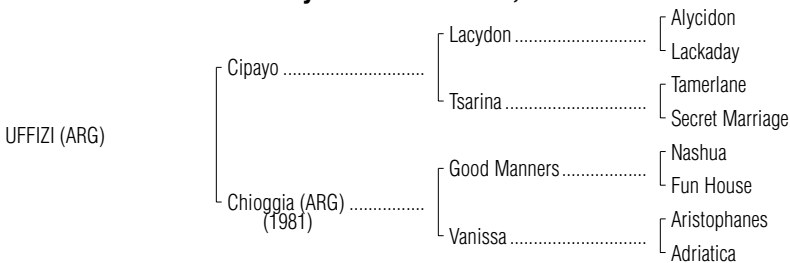 Alycidon
Lacydon ...........................
Lackaday
Cipayo .............................
Tamerlane
Tsarina .............................
Secret Marriage
UFFIZI (ARG)
Nashua
Good Manners..................
Fun House
Chioggia (ARG) ................
(1981)
Aristophanes
Vanissa ............................
Adriatica